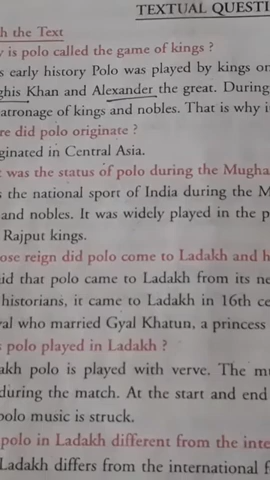 TEXTUAL QUESTI
h the Text
y is polo called the game of kings ?
s early history Polo was played by kings on
ghis Khan and Alexander the great. During
atronage of kings and nobles. That is why i
re did polo originate ?
ginated in Central Asia.
t was the status of polo during the Mugha
s the national sport of India during the M
and nobles. It was widely played in the p
Rajput kings.
ose reign did polo come to Ladakh and h
aid that polo came to Ladakh from its ne
historians, it came to Ladakh in 16th ce
yal who married Gyal Khatun, a princess
s polo played in Ladakh ?
akh polo is played with verve. The mu
during the match. At the start and end
polo music is struck.
polo in Ladakh different from the inte
Ladakh differs from the international f